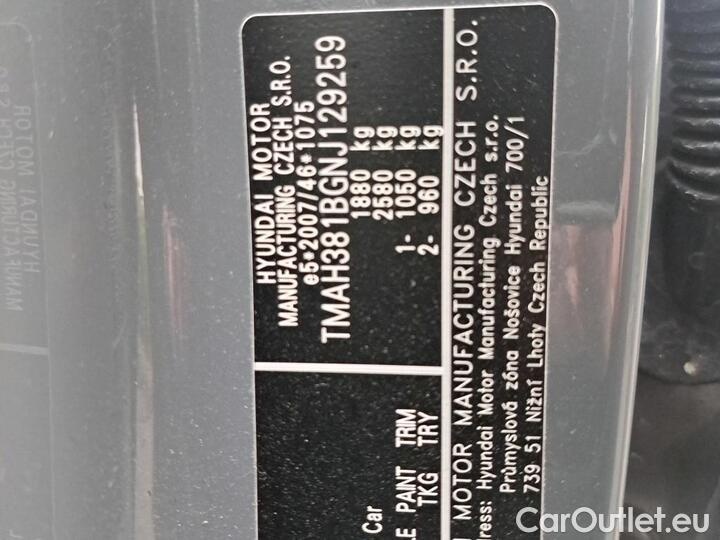 HYUNDAI MOTOR
MANUFACTURING CZECH S.R.O.
e5*2007/46*1075
TMAH381BGNJ129259
1880 kg
2580 kg
1- 1050 kg
2- 960 kg
Car
PAINT TRIM
TKG TRY
MOTOR MANUFACTURING CZECH S.R.O.
ress: Hyundai Motor Manufacturing Czech s.r.o.
Průmyslová zóna Nošovice Hyundai 700/1
739 51 Nižní Lhoty Czech Republic
CarOutlet.eu